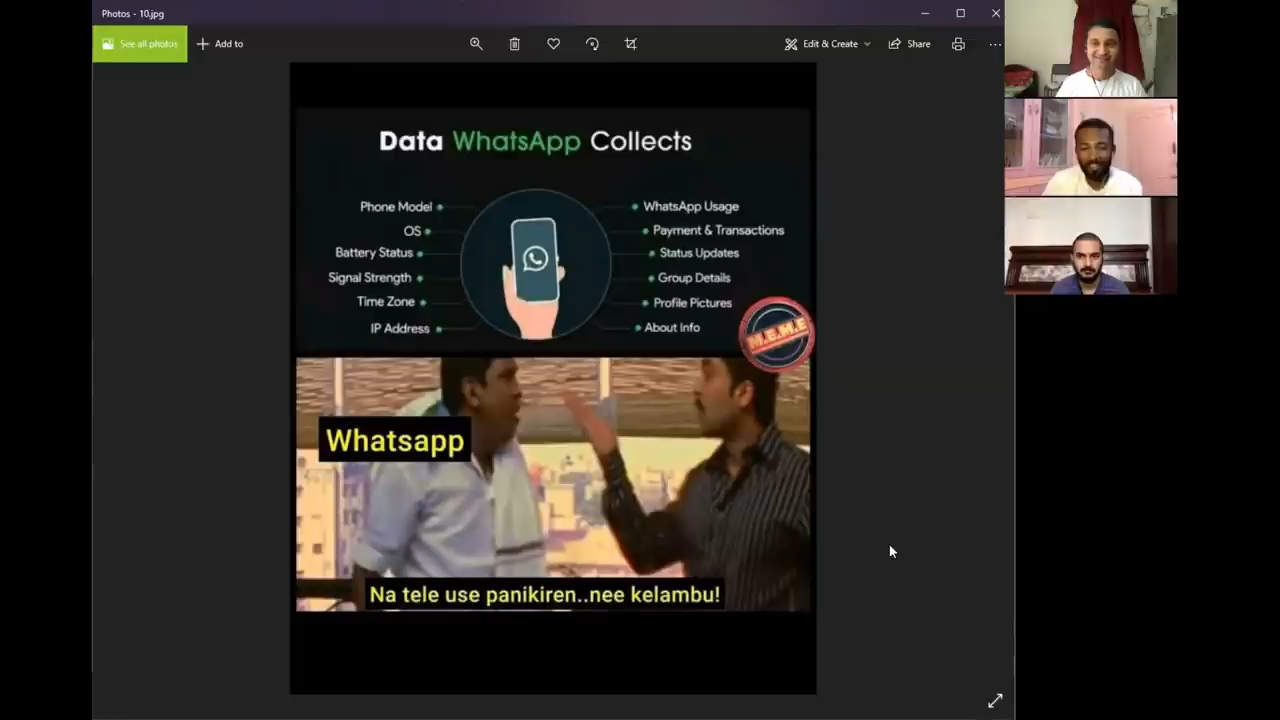 Photos - 10.jpg
See all photos
Add to
Edit & Create
Share
Data WhatsApp Collects
Phone Model
OS
Battery Status
Signal Strength
Time Zone
IP Address
WhatsApp Usage
Payment & Transactions
Status Updates
Group Details
Profile Pictures
About Info
M.E.M.E
Whatsapp
Na tele use panikiren..nee kelambu!